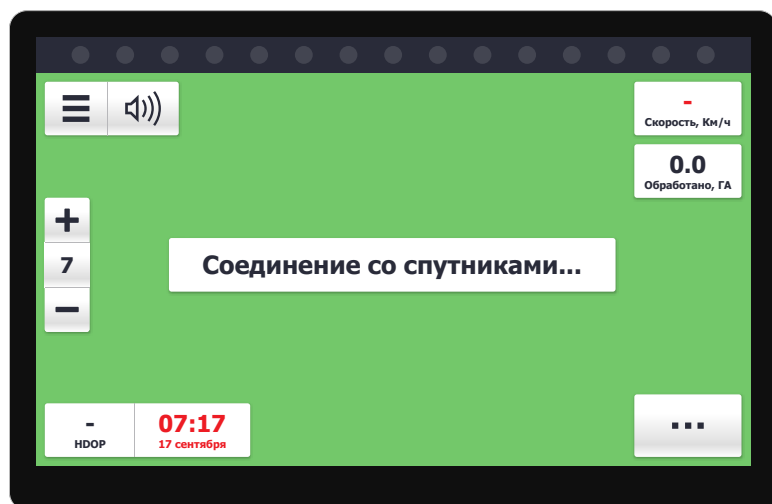 -
Скорость, Км/ч
0.0
Обработано, ГА
+
7
Соединение со спутниками...
-
HDOP
07:17
17 сентября
...